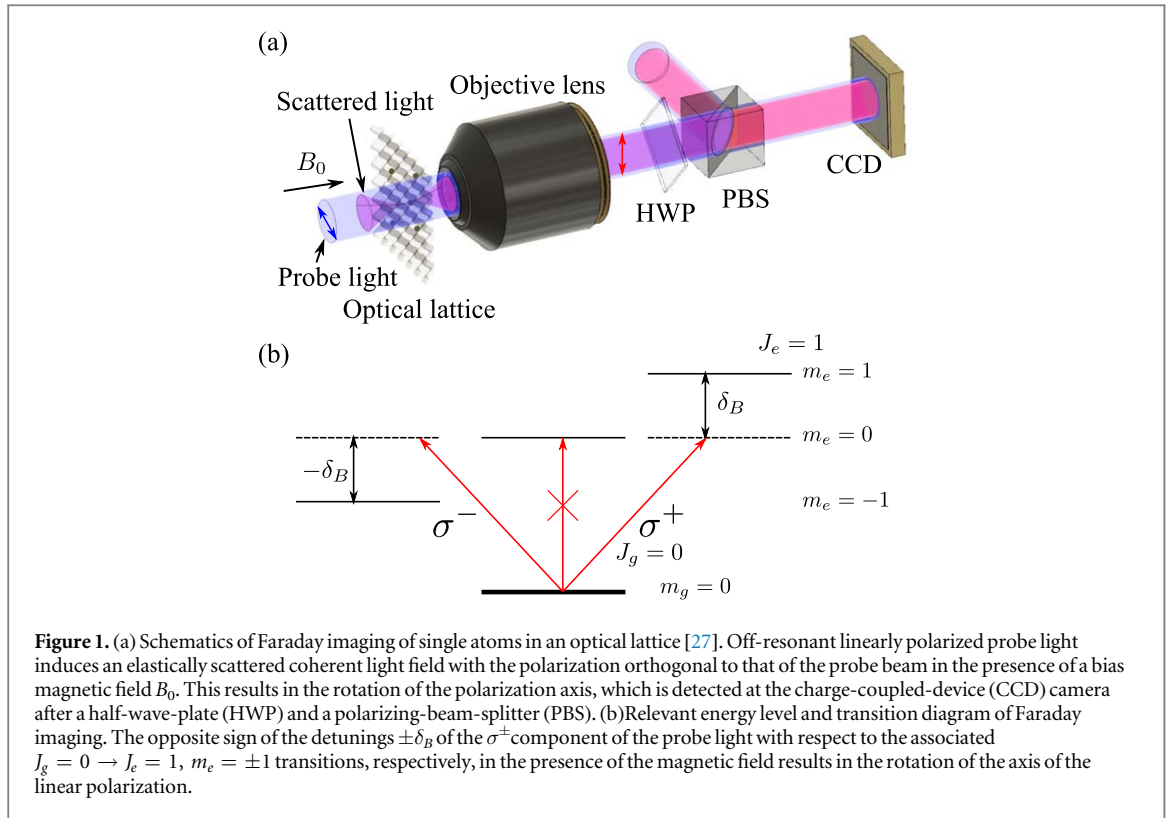 (a)
Objective lens
Scattered light
B₀
CCD
PBS
HWP
Probe light
Optical lattice
(b)
Jₑ = 1
mₑ = 1
δ_B
mₑ = 0
−δ_B
mₑ = −1
σ⁻
σ⁺
J_g = 0
m_g = 0
Figure 1. (a) Schematics of Faraday imaging of single atoms in an optical lattice [27]. Off-resonant linearly polarized probe light
induces an elastically scattered coherent light field with the polarization orthogonal to that of the probe beam in the presence of a bias
magnetic field B₀. This results in the rotation of the polarization axis, which is detected at the charge-coupled-device (CCD) camera
after a half-wave-plate (HWP) and a polarizing-beam-splitter (PBS). (b)Relevant energy level and transition diagram of Faraday
imaging. The opposite sign of the detunings ±δ_B of the σ^± component of the probe light with respect to the associated
J_g = 0 → Jₑ = 1, mₑ = ±1 transitions, respectively, in the presence of the magnetic field results in the rotation of the axis of the
linear polarization.